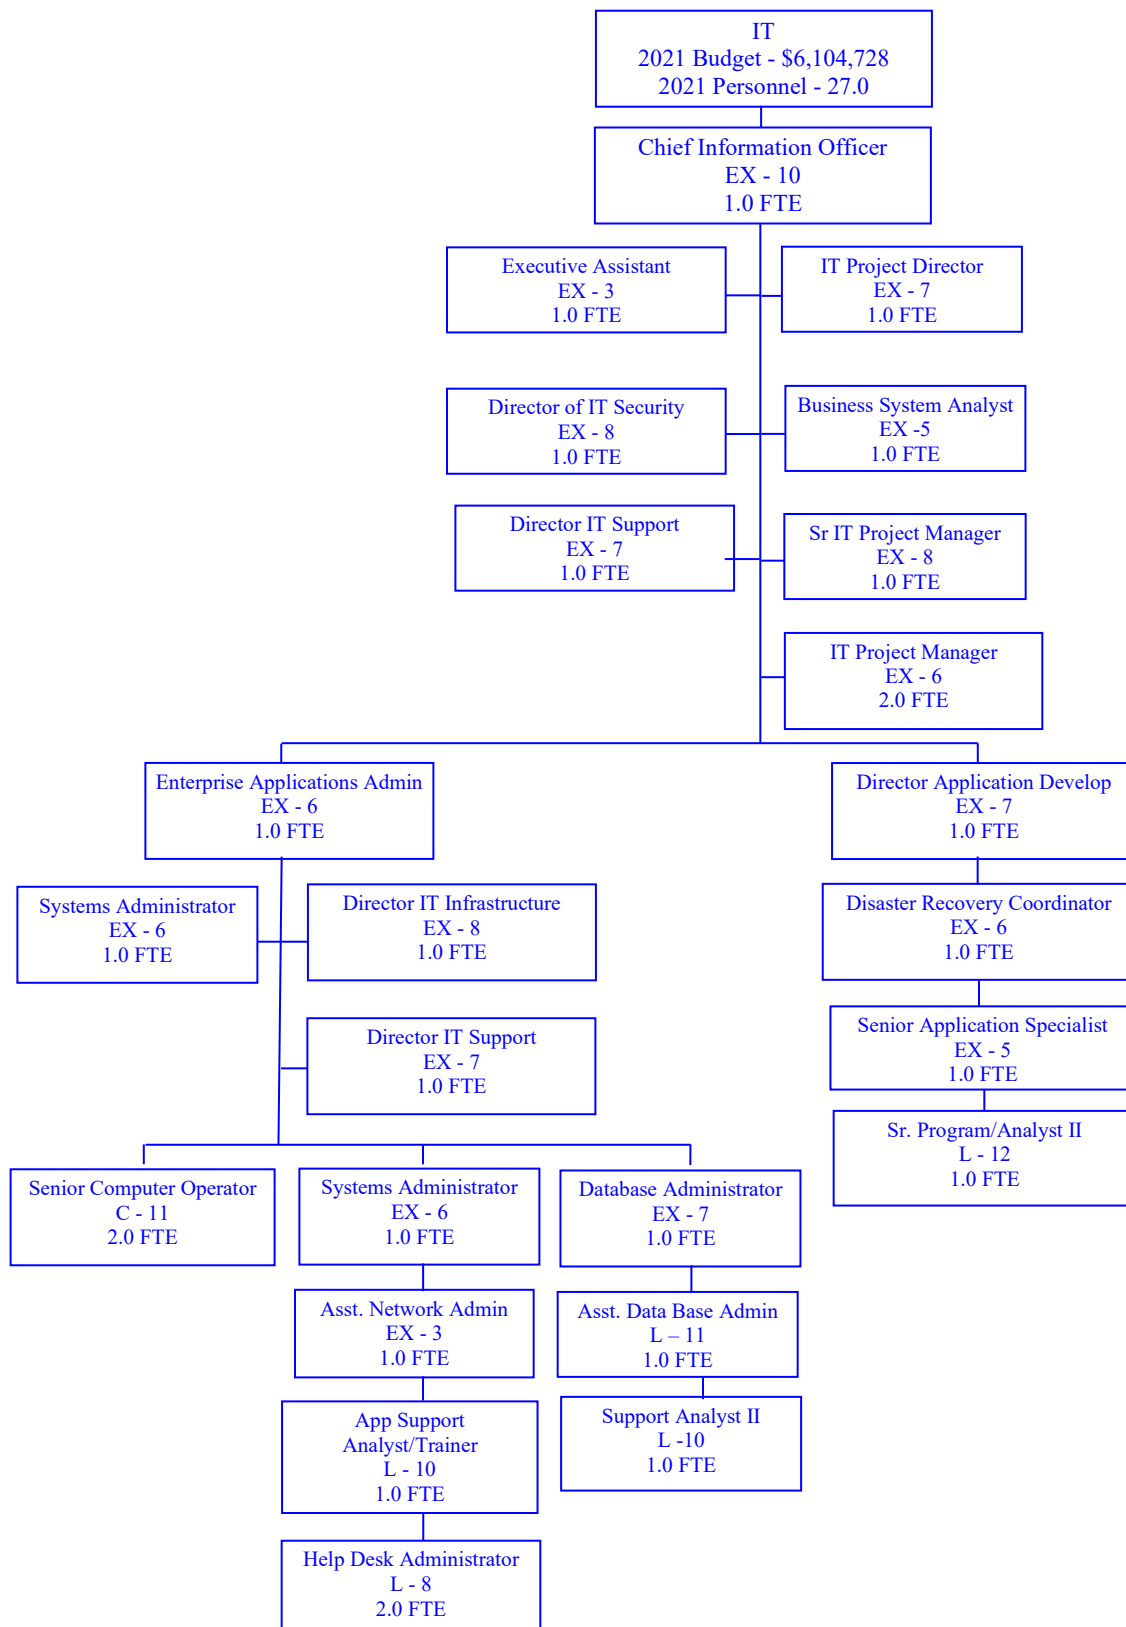 IT
2021 Budget - $6,104,728
2021 Personnel - 27.0
Chief Information Officer
EX - 10
1.0 FTE
Executive Assistant
EX - 3
1.0 FTE
IT Project Director
EX - 7
1.0 FTE
Director of IT Security
EX - 8
1.0 FTE
Business System Analyst
EX -5
1.0 FTE
Director IT Support
EX - 7
1.0 FTE
Sr IT Project Manager
EX - 8
1.0 FTE
IT Project Manager
EX - 6
2.0 FTE
Enterprise Applications Admin
EX - 6
1.0 FTE
Director Application Develop
EX - 7
1.0 FTE
Systems Administrator
EX - 6
1.0 FTE
Director IT Infrastructure
EX - 8
1.0 FTE
Disaster Recovery Coordinator
EX - 6
1.0 FTE
Director IT Support
EX - 7
1.0 FTE
Senior Application Specialist
EX - 5
1.0 FTE
Sr. Program/Analyst II
L - 12
1.0 FTE
Senior Computer Operator
C - 11
2.0 FTE
Systems Administrator
EX - 6
1.0 FTE
Database Administrator
EX - 7
1.0 FTE
Asst. Network Admin
EX - 3
1.0 FTE
Asst. Data Base Admin
L – 11
1.0 FTE
App Support
Analyst/Trainer
L - 10
1.0 FTE
Support Analyst II
L -10
1.0 FTE
Help Desk Administrator
L - 8
2.0 FTE